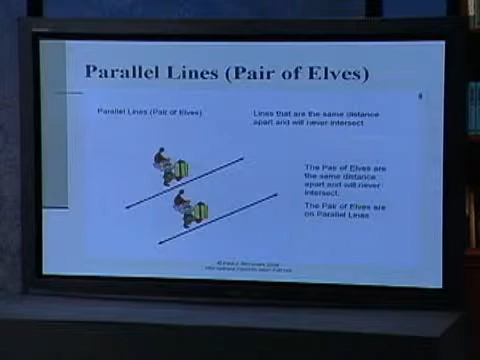 Parallel Lines (Pair of Elves)
6
Parallel Lines (Pair of Elves)
Lines that are the same distance
apart and will never intersect
The Pair of Elves are
the same distance
apart and will never
intersect.
The Pair of Elves are
on Parallel Lines